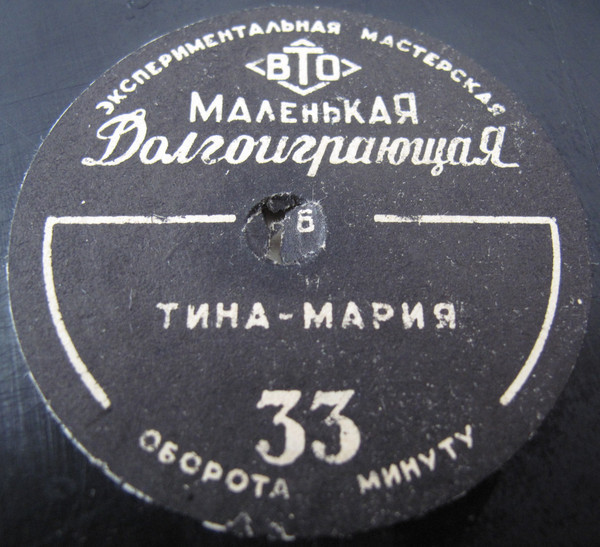 ЭКСПЕРИМЕНТАЛЬНАЯ МАСТЕРСКАЯ
ВТО
МАЛЕНЬКАЯ
ДолгоиграющаЯ
6
ТИНА-МАРИЯ
33
ОБОРОТА МИНУТУ